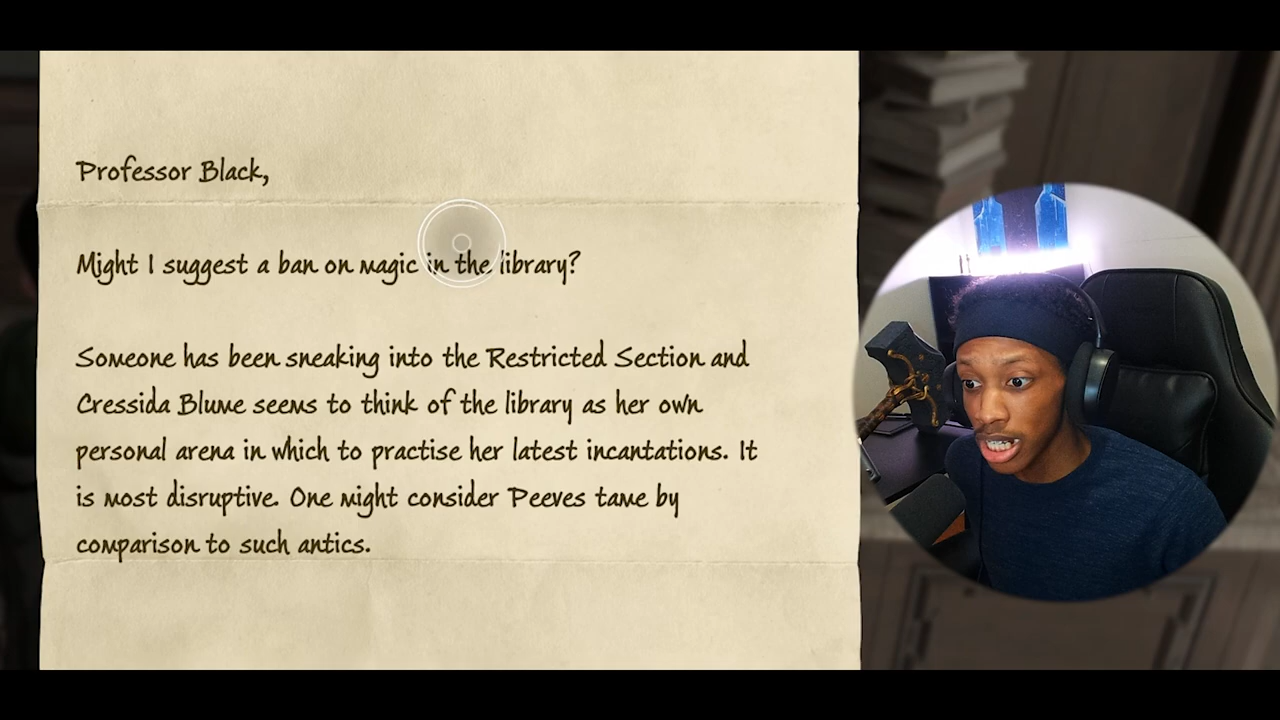 Professor Black,
Might I suggest a ban on magic in the library?
Someone has been sneaking into the Restricted Section and
Cressida Blume seems to think of the library as her own
personal arena in which to practise her latest incantations. It
is most disruptive. One might consider Peeves tame by
comparison to such antics.